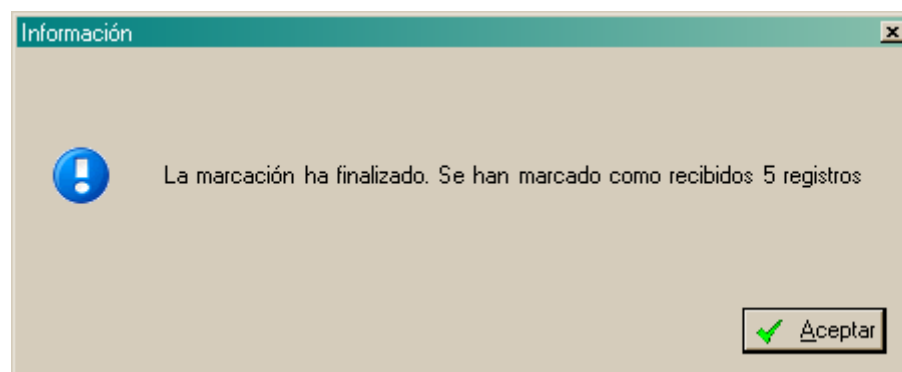 Información
La marcación ha finalizado. Se han marcado como recibidos 5 registros
Aceptar